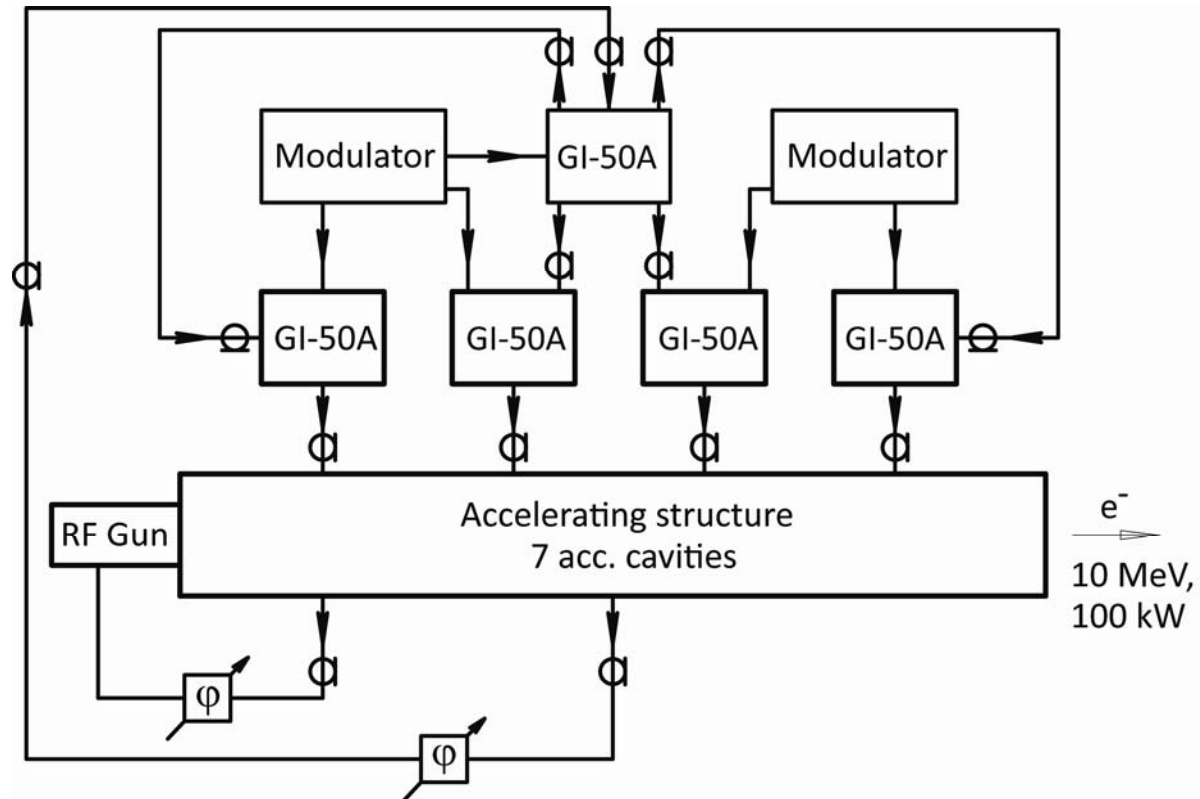 Modulator
GI-50A
Modulator
GI-50A
GI-50A
GI-50A
GI-50A
RF Gun
Accelerating structure
7 acc. cavities
e⁻
10 MeV,
100 kW
φ
φ